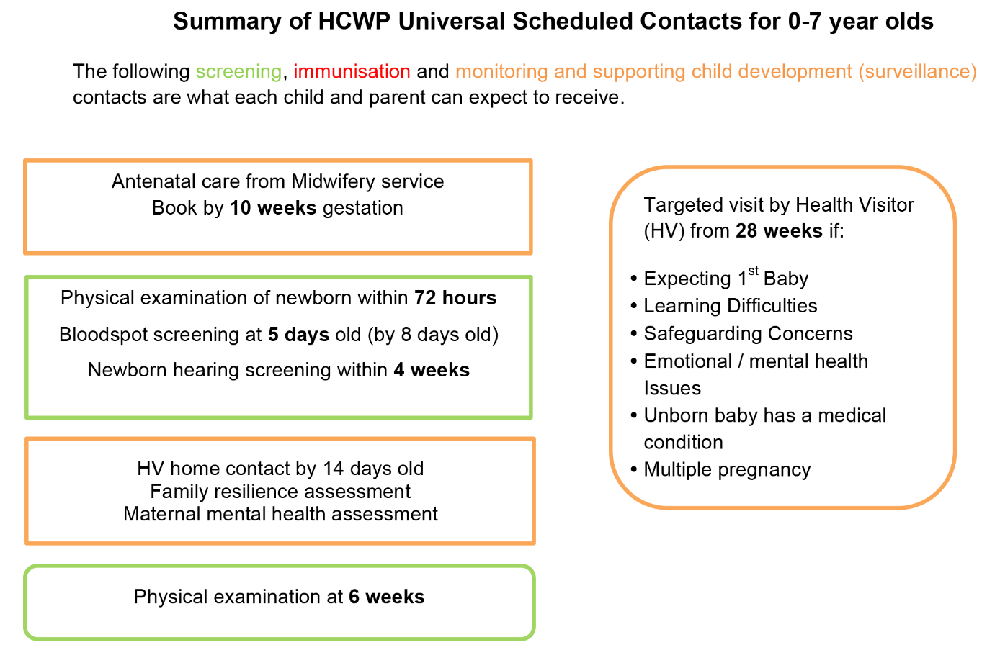 Summary of HCWP Universal Scheduled Contacts for 0-7 year olds
The following screening, immunisation and monitoring and supporting child development (surveillance)
contacts are what each child and parent can expect to receive.
Antenatal care from Midwifery service
Book by 10 weeks gestation
Physical examination of newborn within 72 hours
Bloodspot screening at 5 days old (by 8 days old)
Newborn hearing screening within 4 weeks
HV home contact by 14 days old
Family resilience assessment
Maternal mental health assessment
Physical examination at 6 weeks
Targeted visit by Health Visitor
(HV) from 28 weeks if:
• Expecting 1st Baby
• Learning Difficulties
• Safeguarding Concerns
• Emotional / mental health
Issues
• Unborn baby has a medical
condition
• Multiple pregnancy